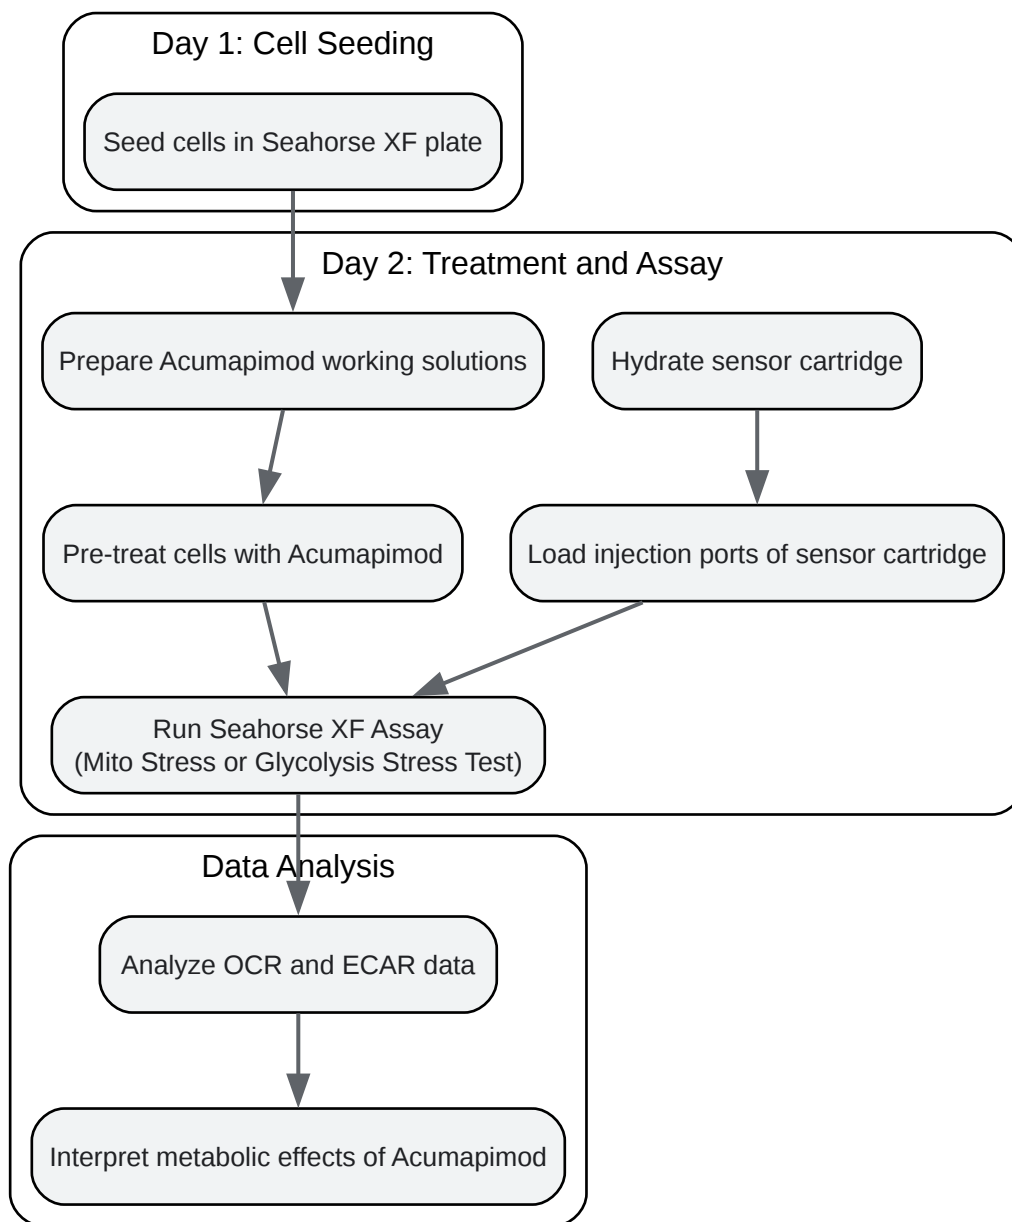 Day 1: Cell Seeding
Seed cells in Seahorse XF plate
Day 2: Treatment and Assay
Prepare Acumapimod working solutions
Hydrate sensor cartridge
Pre-treat cells with Acumapimod
Load injection ports of sensor cartridge
Run Seahorse XF Assay
(Mito Stress or Glycolysis Stress Test)
Data Analysis
Analyze OCR and ECAR data
Interpret metabolic effects of Acumapimod